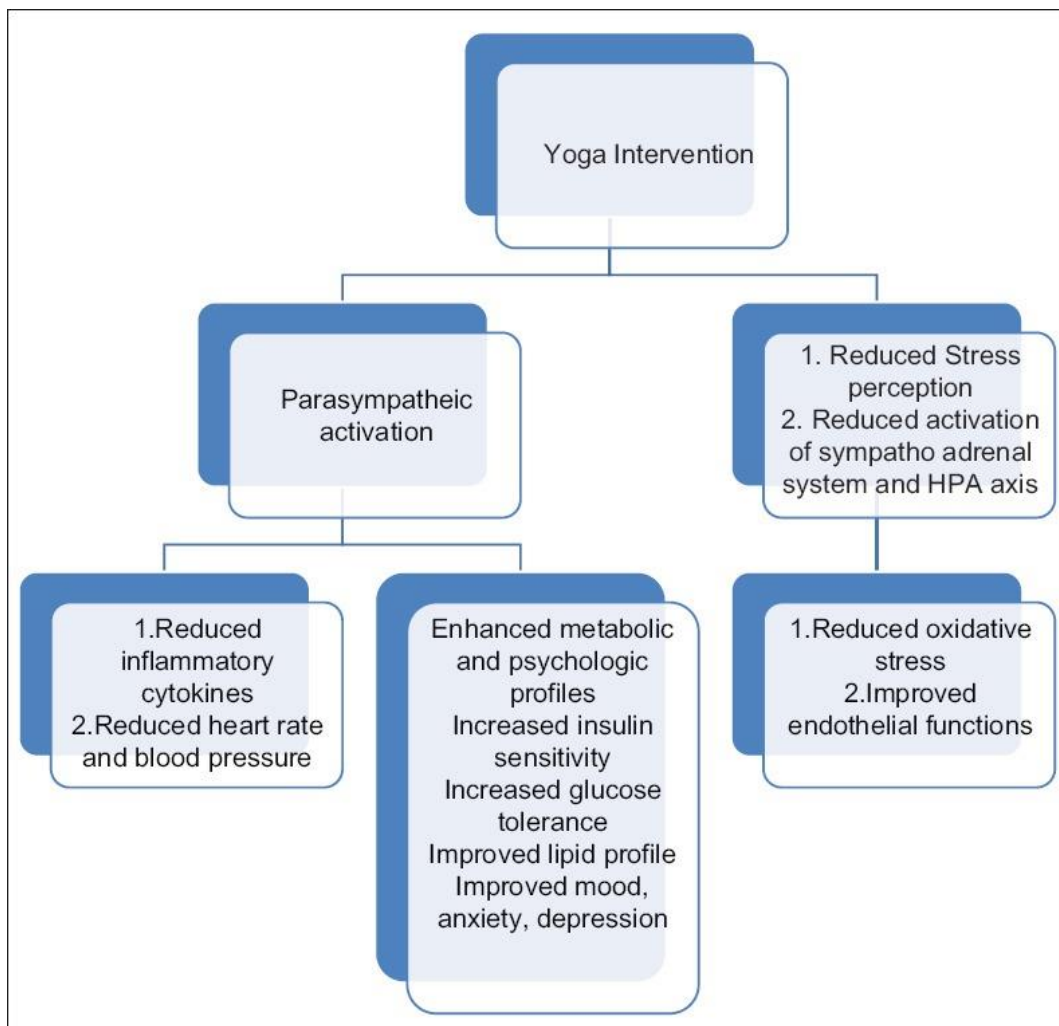 Yoga Intervention
Parasympatheic
activation
1. Reduced Stress
perception
2. Reduced activation
of sympatho adrenal
system and HPA axis
1.Reduced
inflammatory
cytokines
2.Reduced heart rate
and blood pressure
Enhanced metabolic
and psychologic
profiles
Increased insulin
sensitivity
Increased glucose
tolerance
Improved lipid profile
Improved mood,
anxiety, depression
1.Reduced oxidative
stress
2.Improved
endothelial functions